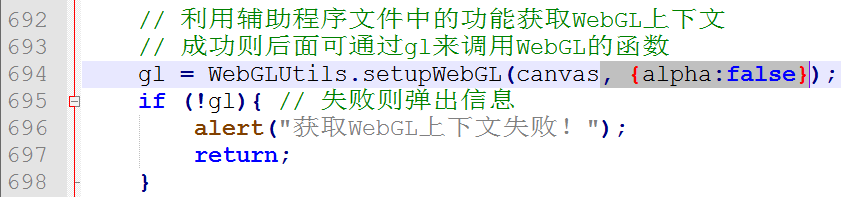 692 // 利用辅助程序文件中的功能获取WebGL上下文
693 // 成功则后面可通过gl来调用WebGL的函数
694 gl = WebGLUtils.setupWebGL(canvas, {alpha:false});
695 if (!gl){ // 失败则弹出信息
696 alert("获取WebGL上下文失败! ");
697 return;
698 }